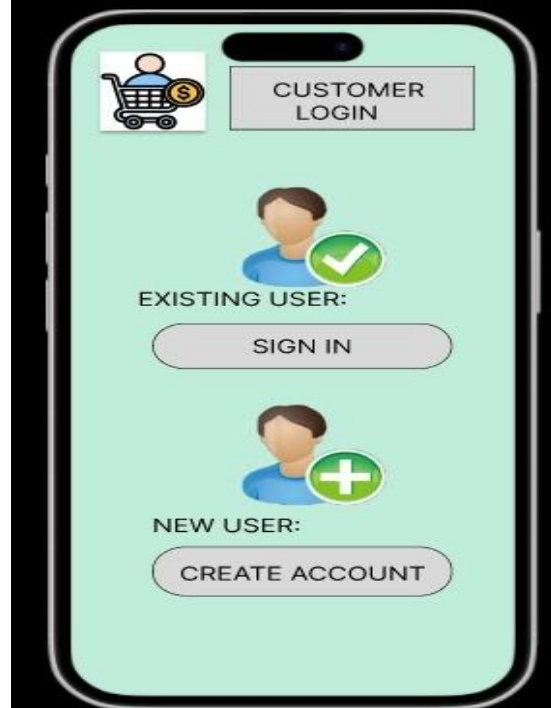 CUSTOMER
LOGIN
EXISTING USER:
SIGN IN
NEW USER:
CREATE ACCOUNT